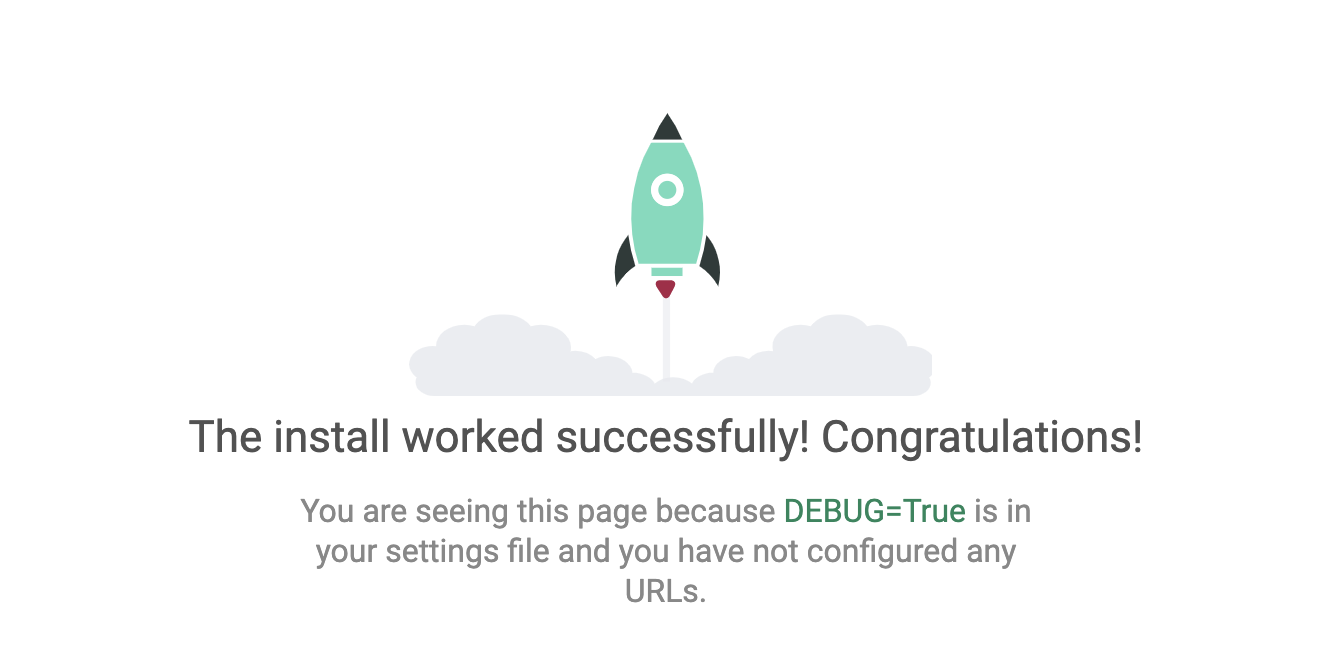 The install worked successfully! Congratulations!
You are seeing this page because DEBUG=True is in
your settings file and you have not configured any
URLs.